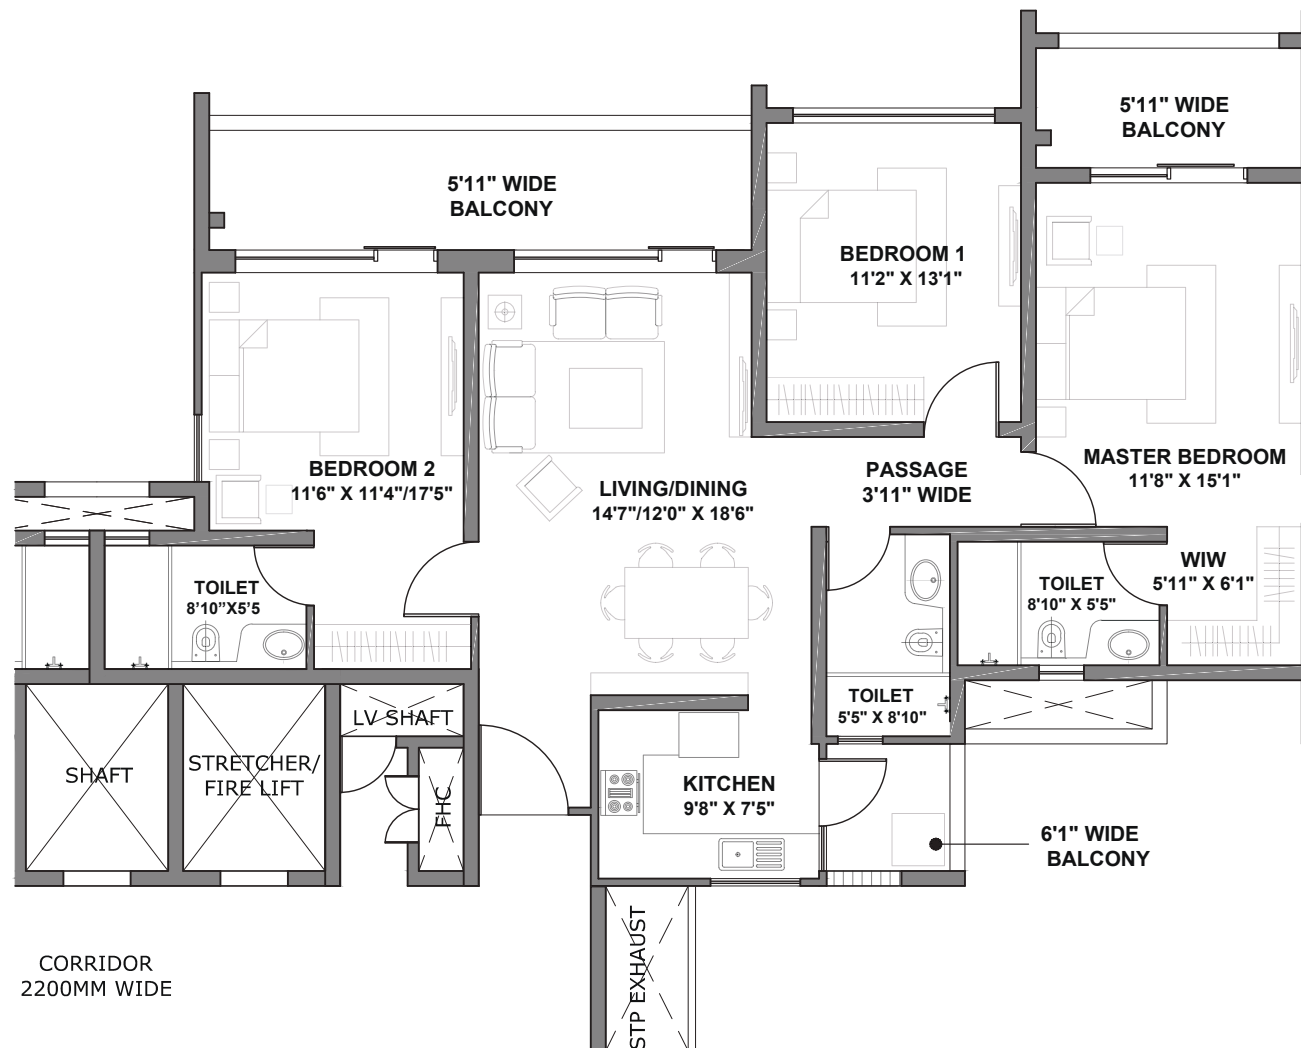 5'11" WIDE
BALCONY
5'11" WIDE
BALCONY
BEDROOM 1
11'2" X 13'1"
BEDROOM 2
11'6" X 11'4"/17'5"
LIVING/DINING
14'7"/12'0" X 18'6"
PASSAGE
3'11" WIDE
MASTER BEDROOM
11'8" X 15'1"
WIW
5'11" X 6'1"
TOILET
8'10”X5'5
TOILET
8'10" X 5'5"
TOILET
5'5" X 8'10"
LV SHAFT
SHAFT
STRETCHER/
FIRE LIFT
FHC
KITCHEN
9'8" X 7'5"
6'1" WIDE
BALCONY
STP EXHAUST
CORRIDOR
2200MM WIDE